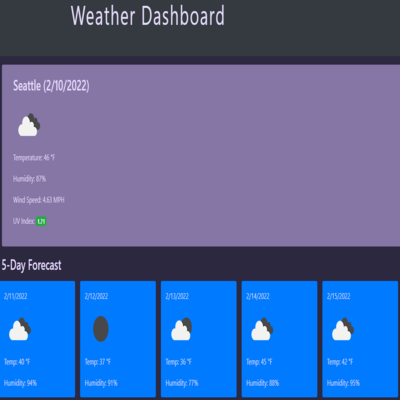 Weather Dashboard
Seattle (2/10/2022)
Temperature: 46 °F
Humidity: 87%
Wind Speed: 4.63 MPH
UV Index: 1.71
5-Day Forecast
2/11/2022 2/12/2022 2/13/2022 2/14/2022 2/15/2022
Temp: 40 °F Temp: 37 °F Temp: 36 °F Temp: 45 °F Temp: 42 °F
Humidity: 94% Humidity: 91% Humidity: 77% Humidity: 88% Humidity: 95%